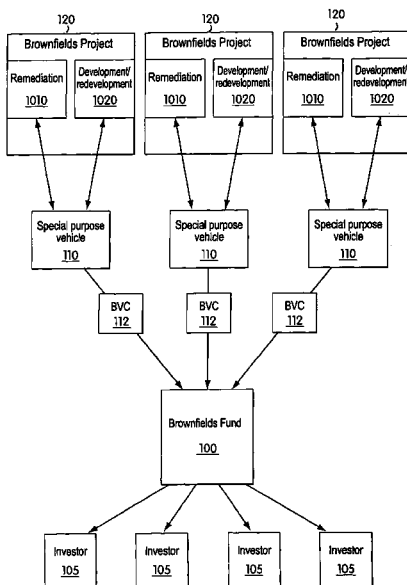 120 120 120
Brownfields Project Brownfields Project Brownfields Project
Remediation Development/ Remediation Development/ Remediation Development/
1010 redevelopment 1010 redevelopment 1010 redevelopment
1020 1020 1020
Special purpose Special purpose Special purpose
vehicle vehicle vehicle
110 110 110
BVC BVC BVC
112 112 112
Brownfields Fund
100
Investor Investor Investor Investor
105 105 105 105